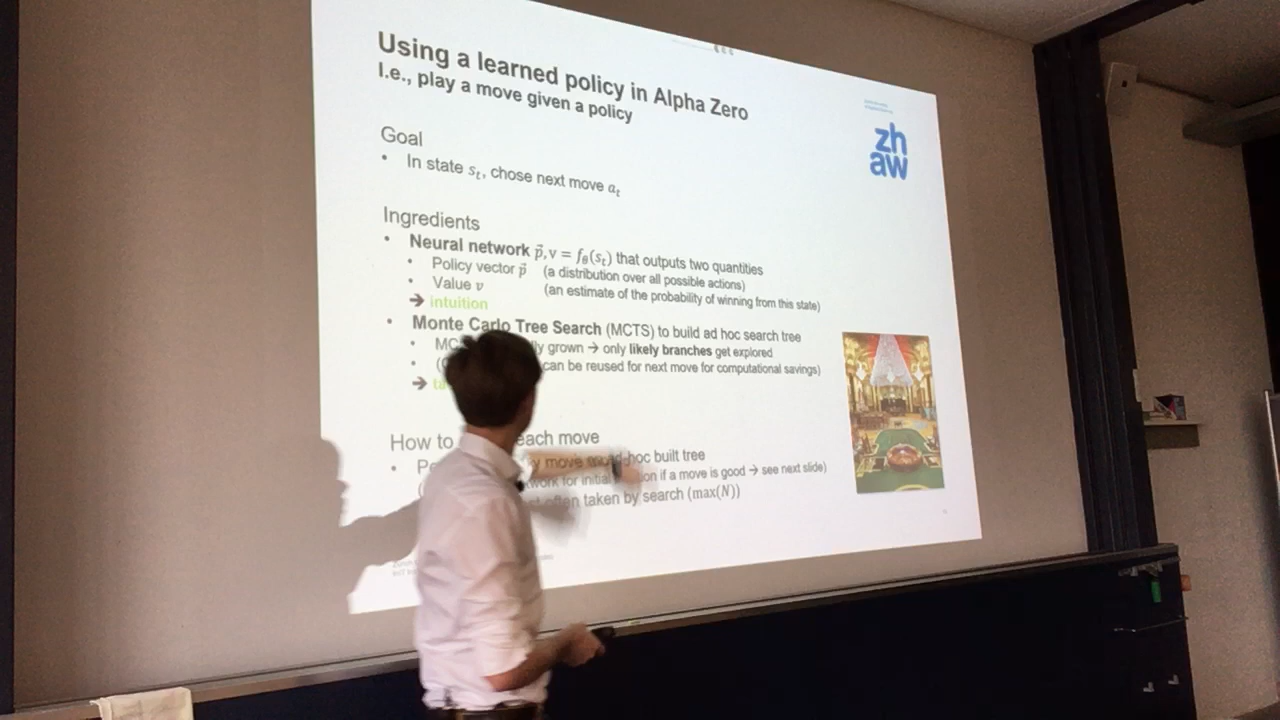 Using a learned policy in Alpha Zero
I.e., play a move given a policy
zh
aw
Goal
• In state sₜ, chose next move aₜ
Ingredients
• Neural network p⃗,v = f_θ(sₜ) that outputs two quantities
• Policy vector p⃗ (a distribution over all possible actions)
• Value v (an estimate of the probability of winning from this state)
➔ intuition
• Monte Carlo Tree Search (MCTS) to build ad hoc search tree
• grown → only likely branches get explored
• can be reused for next move for computational savings)
➔
How to each move
• move hoc built tree
for initial if a move is good → see next slide)
often taken by search (max(N))